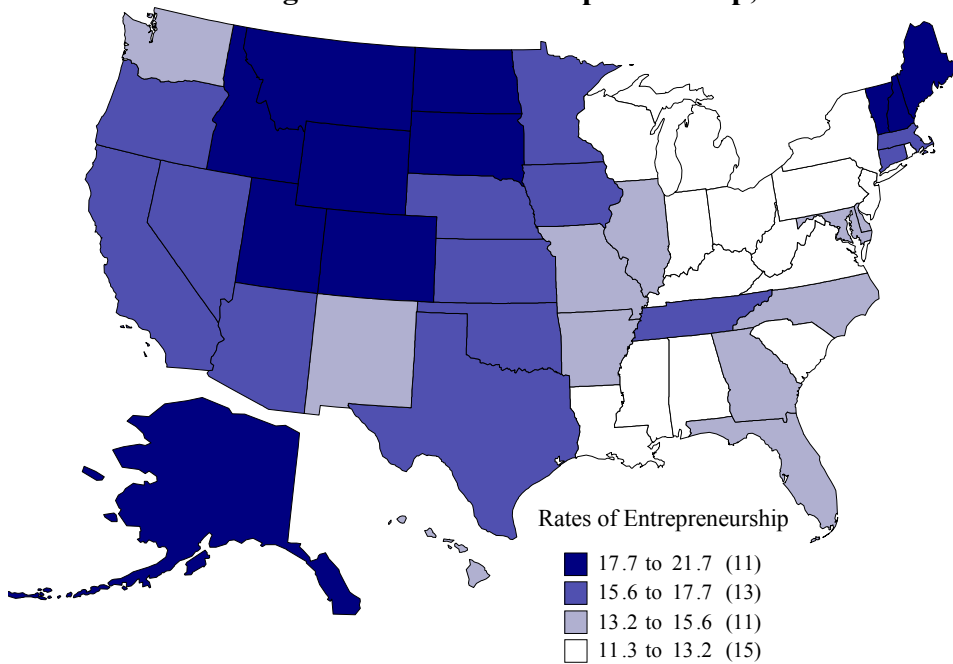 Rates of Entrepreneurship
17.7 to 21.7 (11)
15.6 to 17.7 (13)
13.2 to 15.6 (11)
11.3 to 13.2 (15)